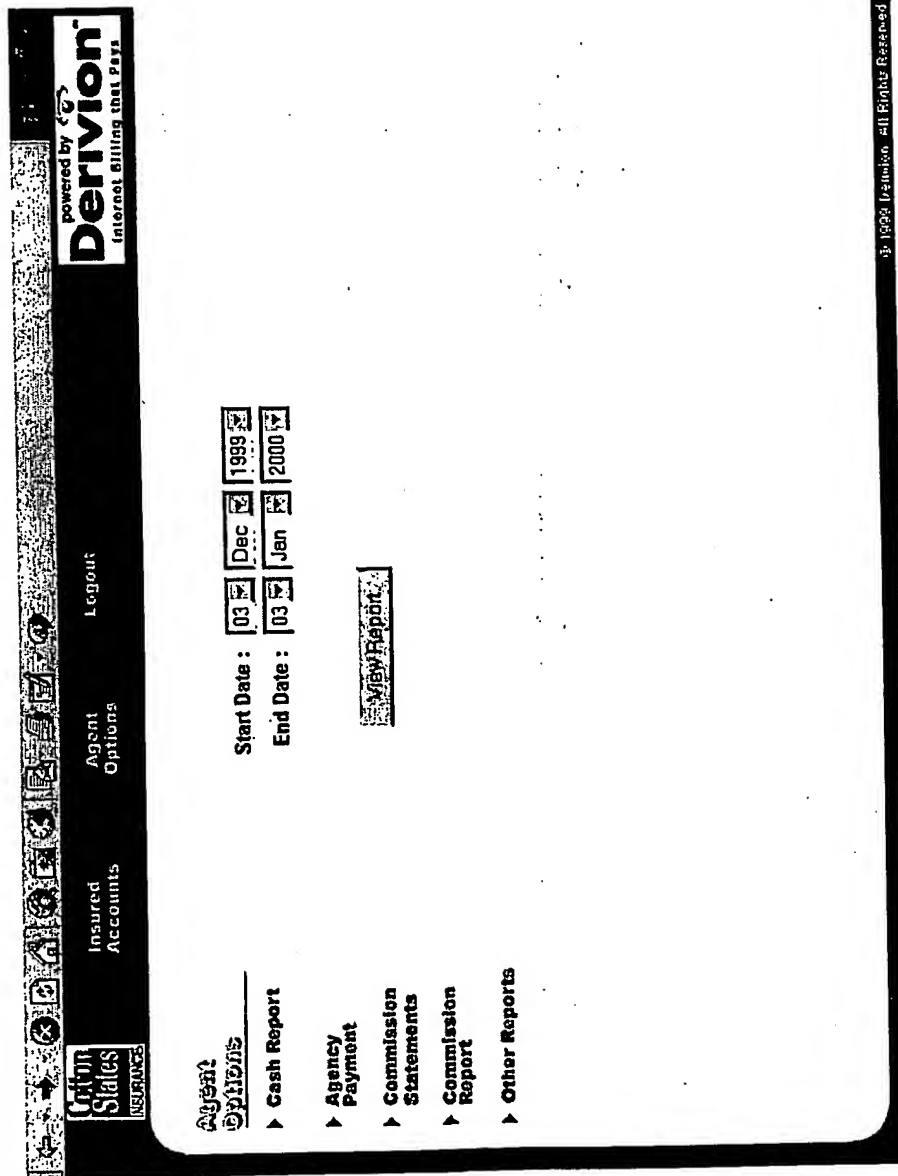 Cotton
States
INSURANCE
Insured
Accounts
Agent
Options
Logout
powered by
Derivion
Internet Billing that Pays
Agent
Options
Cash Report
Agency
Payment
Commission
Statements
Commission
Report
Other Reports
Start Date : 03 Dec 1999
End Date : 03 Jan 2000
View Report
© 1999 Derivion All Rights Reserved